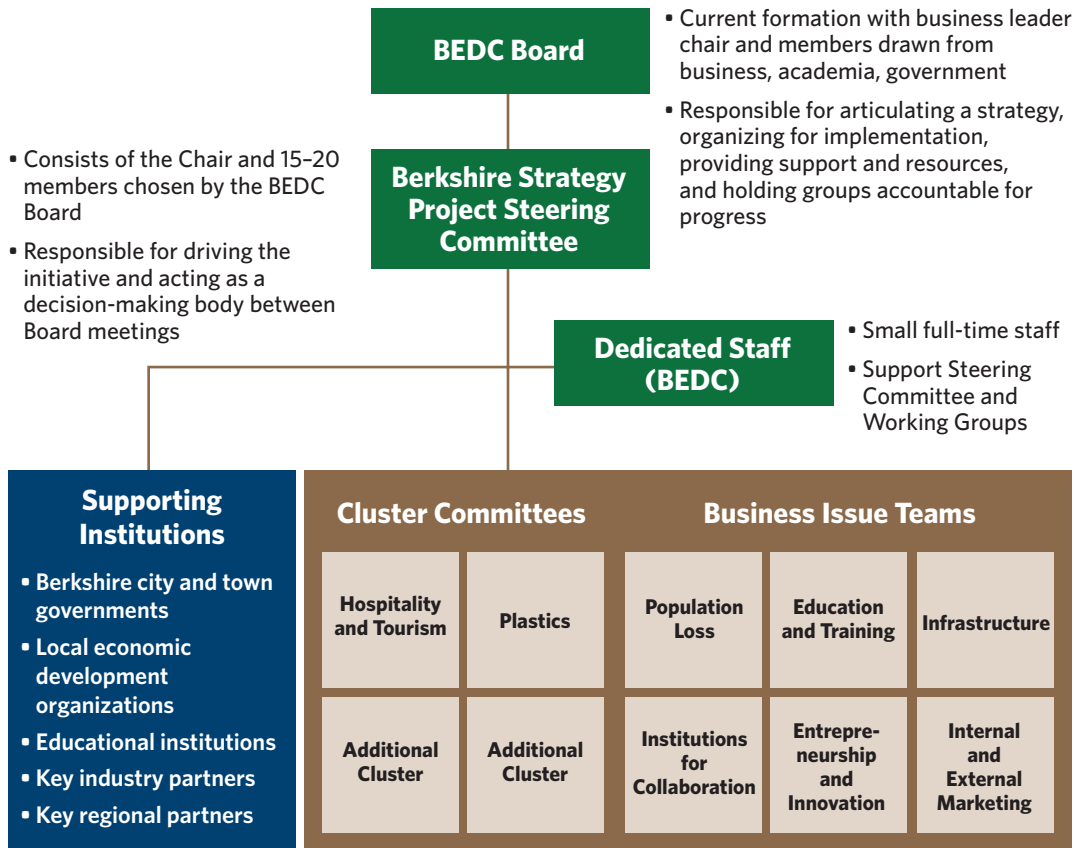 BEDC Board
▪ Current formation with business leader
chair and members drawn from
business, academia, government
▪ Responsible for articulating a strategy,
organizing for implementation,
providing support and resources,
and holding groups accountable for
progress
▪ Consists of the Chair and 15–20
members chosen by the BEDC
Board
▪ Responsible for driving the
initiative and acting as a
decision-making body between
Board meetings
Berkshire Strategy
Project Steering
Committee
Dedicated Staff
(BEDC)
▪ Small full-time staff
▪ Support Steering
Committee and
Working Groups
Supporting
Institutions
▪ Berkshire city and town
governments
▪ Local economic
development
organizations
▪ Educational institutions
▪ Key industry partners
▪ Key regional partners
Cluster Committees
Hospitality
and Tourism
Plastics
Additional
Cluster
Additional
Cluster
Business Issue Teams
Population
Loss
Education
and Training
Infrastructure
Institutions
for
Collaboration
Entrepre-
neurship
and
Innovation
Internal
and
External
Marketing